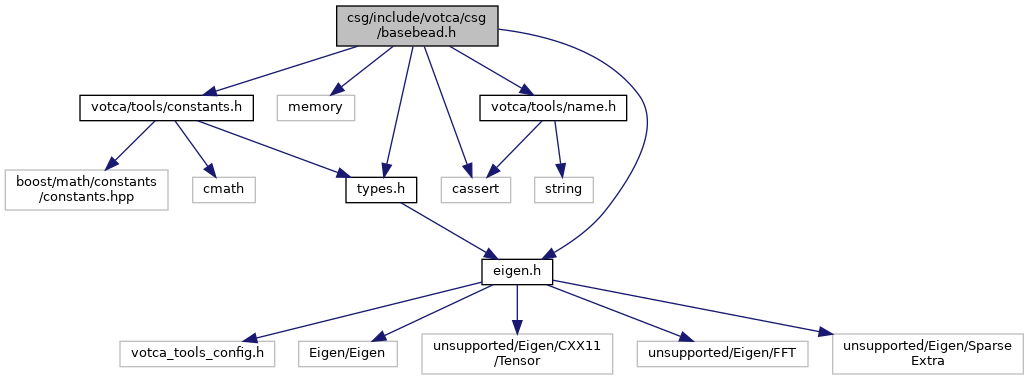 csg/include/votca/csg
/basebead.h
votca/tools/constants.h
memory
votca/tools/name.h
boost/math/constants
/constants.hpp
cmath
types.h
cassert
string
eigen.h
votca_tools_config.h
Eigen/Eigen
unsupported/Eigen/CXX11
/Tensor
unsupported/Eigen/FFT
unsupported/Eigen/Sparse
Extra